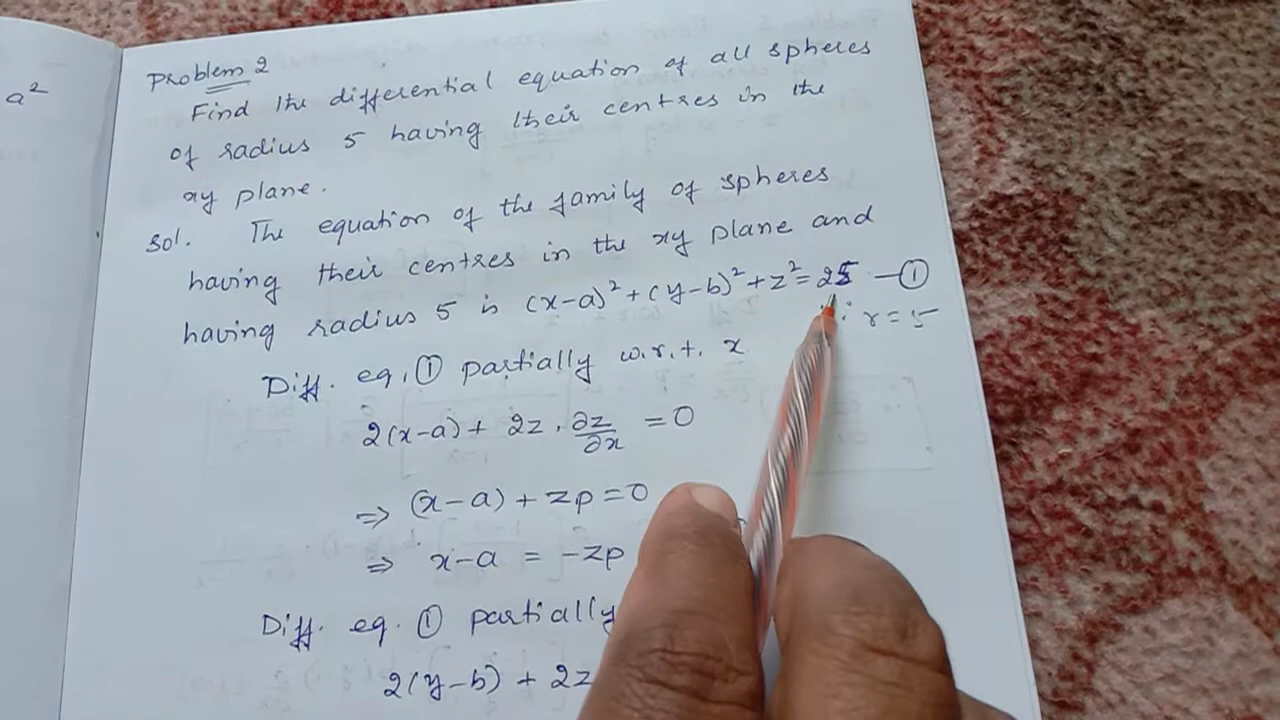 a²
Problem 2
Find the differential equation of all spheres
of radius 5 having their centres in the
xy plane.
Sol. The equation of the family of spheres
having their centres in the xy plane and
having radius 5 is (x-a)²+(y-b)²+z²=25 —①
∵ r=5
Diff. eq. ① partially w.r.t. x
2(x-a)+ 2z. ∂z/∂x =0
⇒ (x-a)+zp=0
⇒ x-a = -zp
Diff. eq. ① partially
2(y-b) + 2z